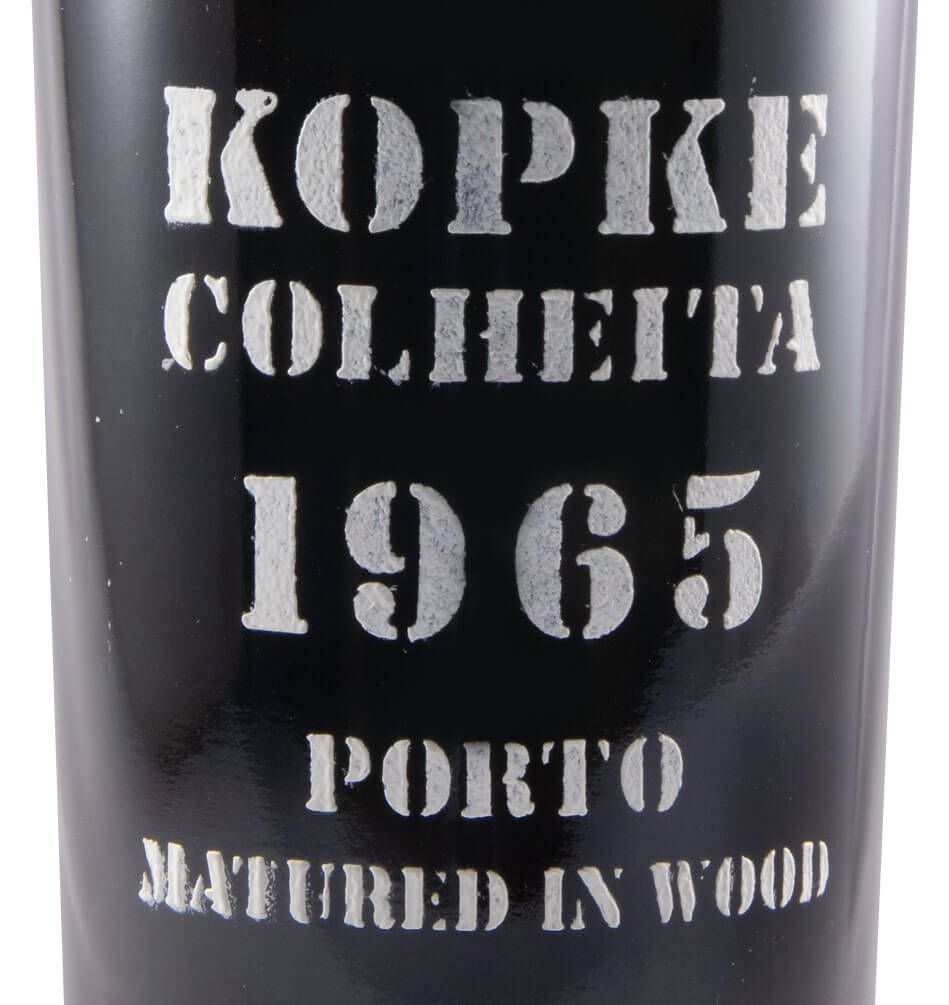 KOPKE
COLHEITA
1965
PORTO
MATURED IN WOOD